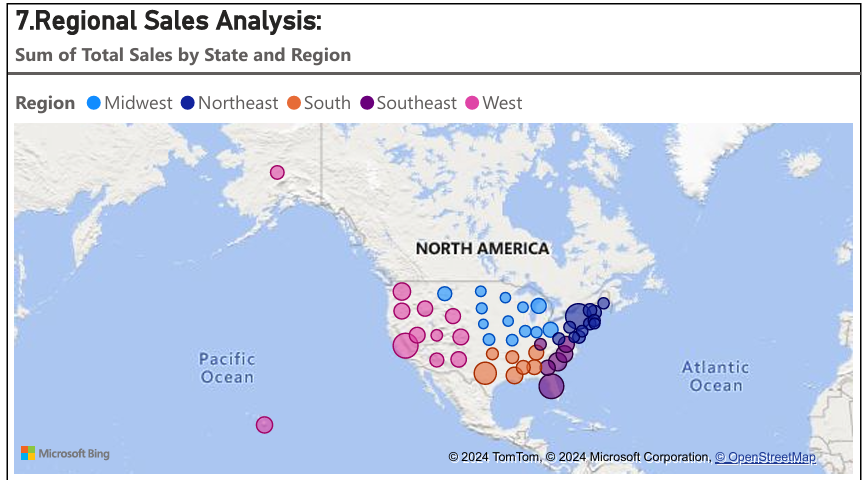 7.Regional Sales Analysis:
Sum of Total Sales by State and Region
Region Midwest Northeast South Southeast West
NORTH AMERICA
Pacific
Ocean
Atlantic
Ocean
Microsoft Bing
© 2024 TomTom, © 2024 Microsoft Corporation, © OpenStreetMap